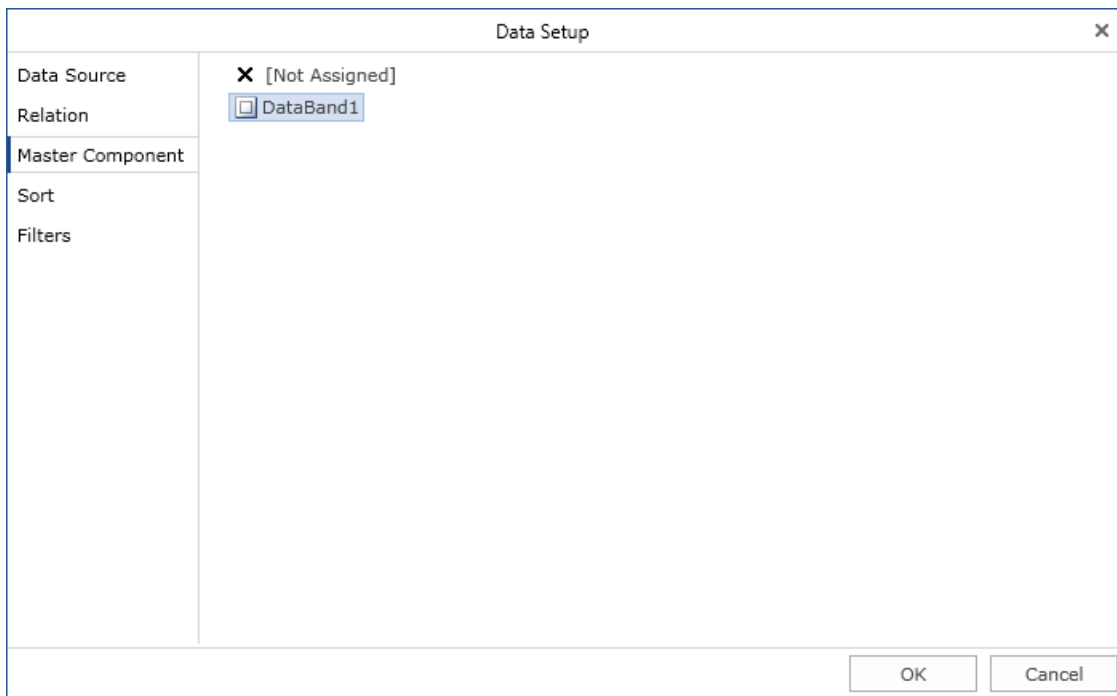 Data Setup
Data Source
Relation
Master Component
Sort
Filters
[Not Assigned]
DataBand1
OK
Cancel